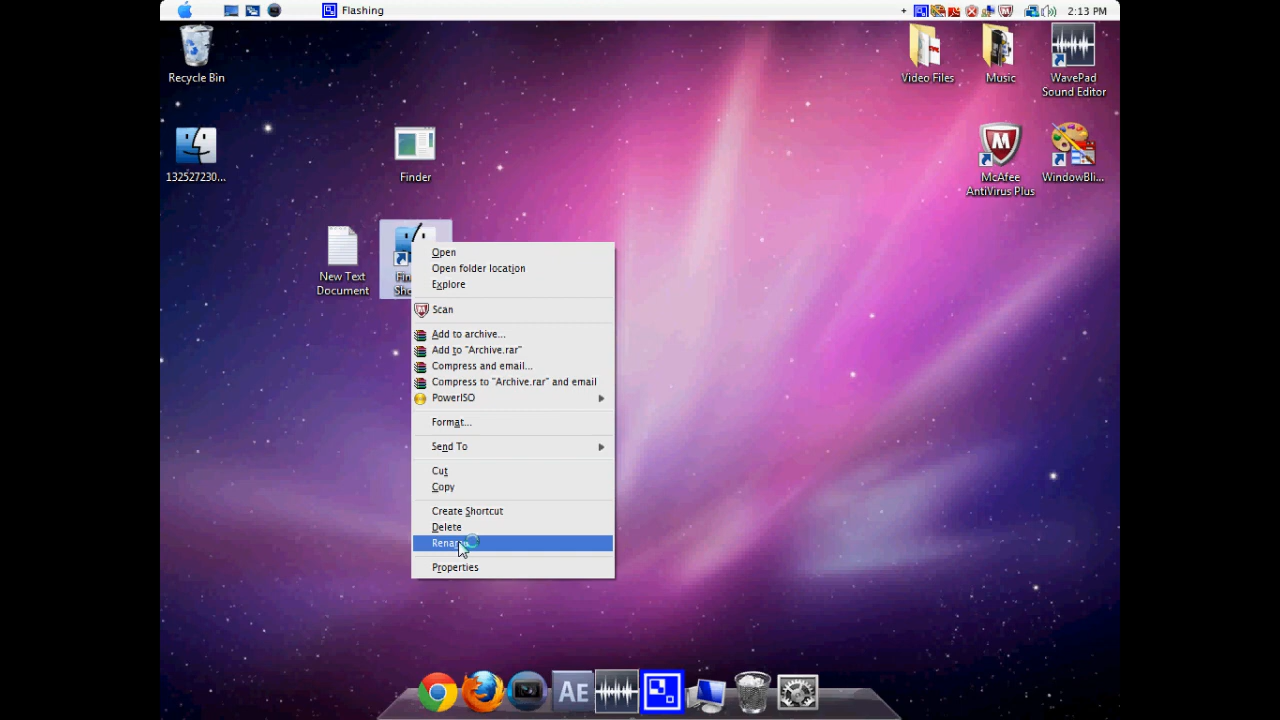 Flashing
+
2:13 PM
Recycle Bin
Video Files
Music
WavePad
Sound Editor
132527230...
Finder
McAfee
AntiVirus Plus
WindowBli...
New Text
Document
Open
Open folder location
Explore
Scan
Add to archive...
Add to "Archive.rar"
Compress and email...
Compress to "Archive.rar" and email
PowerISO
Format...
Send To
Cut
Copy
Create Shortcut
Delete
Properties
AE